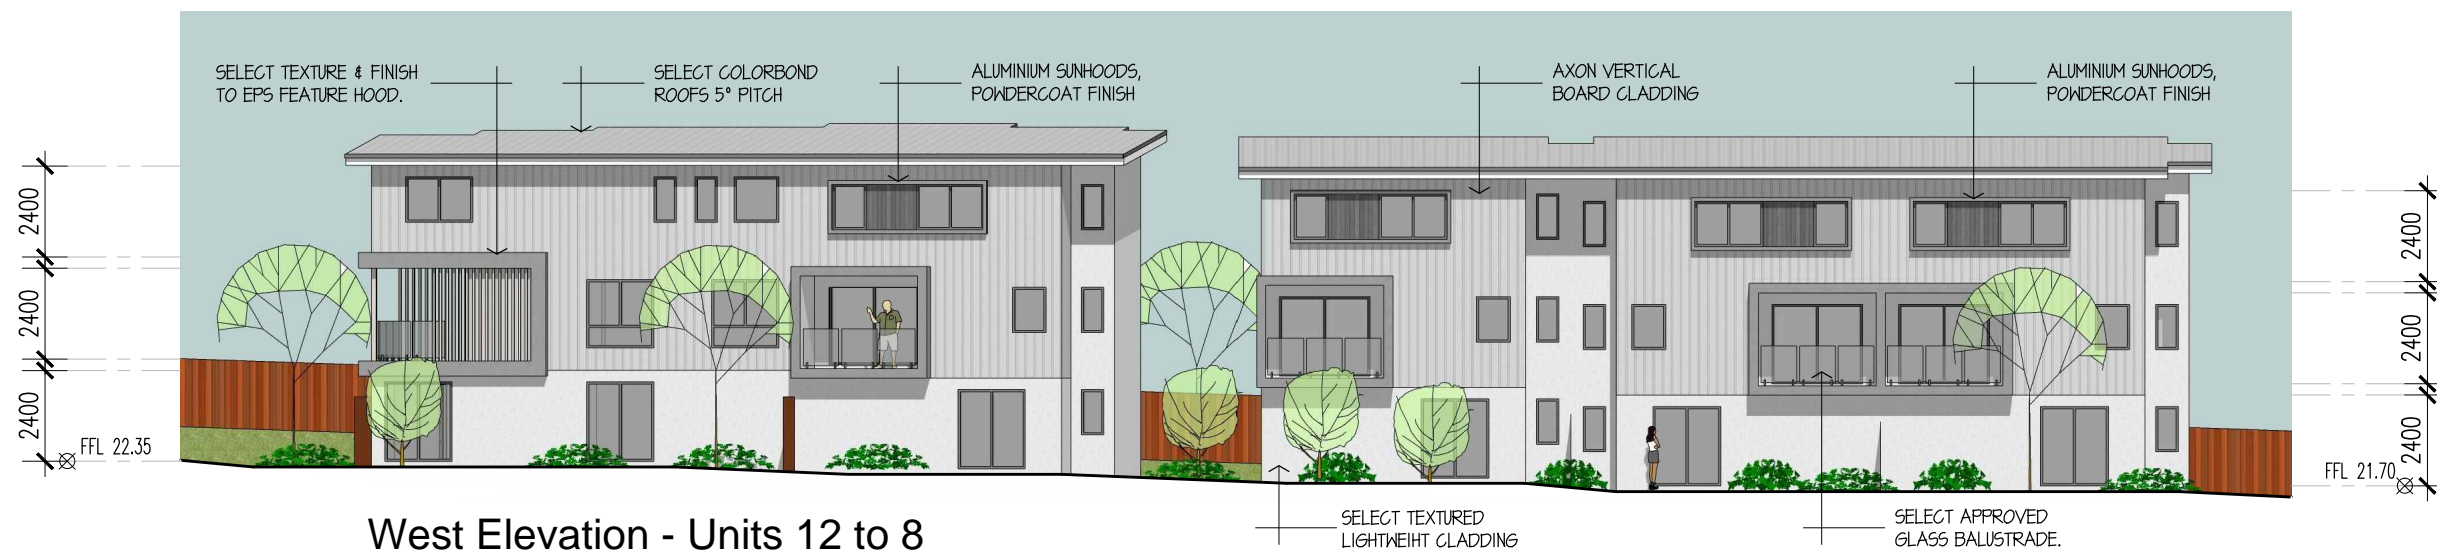 SELECT TEXTURE & FINISH
TO EPS FEATURE HOOD.
SELECT COLORBOND
ROOFS 5° PITCH
ALUMINIUM SUNHOODS,
POWDERCOAT FINISH
AXON VERTICAL
BOARD CLADDING
ALUMINIUM SUNHOODS,
POWDERCOAT FINISH
2400
2400
2400
FFL 22.35
2400
2400
2400
FFL 21.70
SELECT TEXTURED
LIGHTWEIHT CLADDING
SELECT APPROVED
GLASS BALUSTRADE.
West Elevation - Units 12 to 8